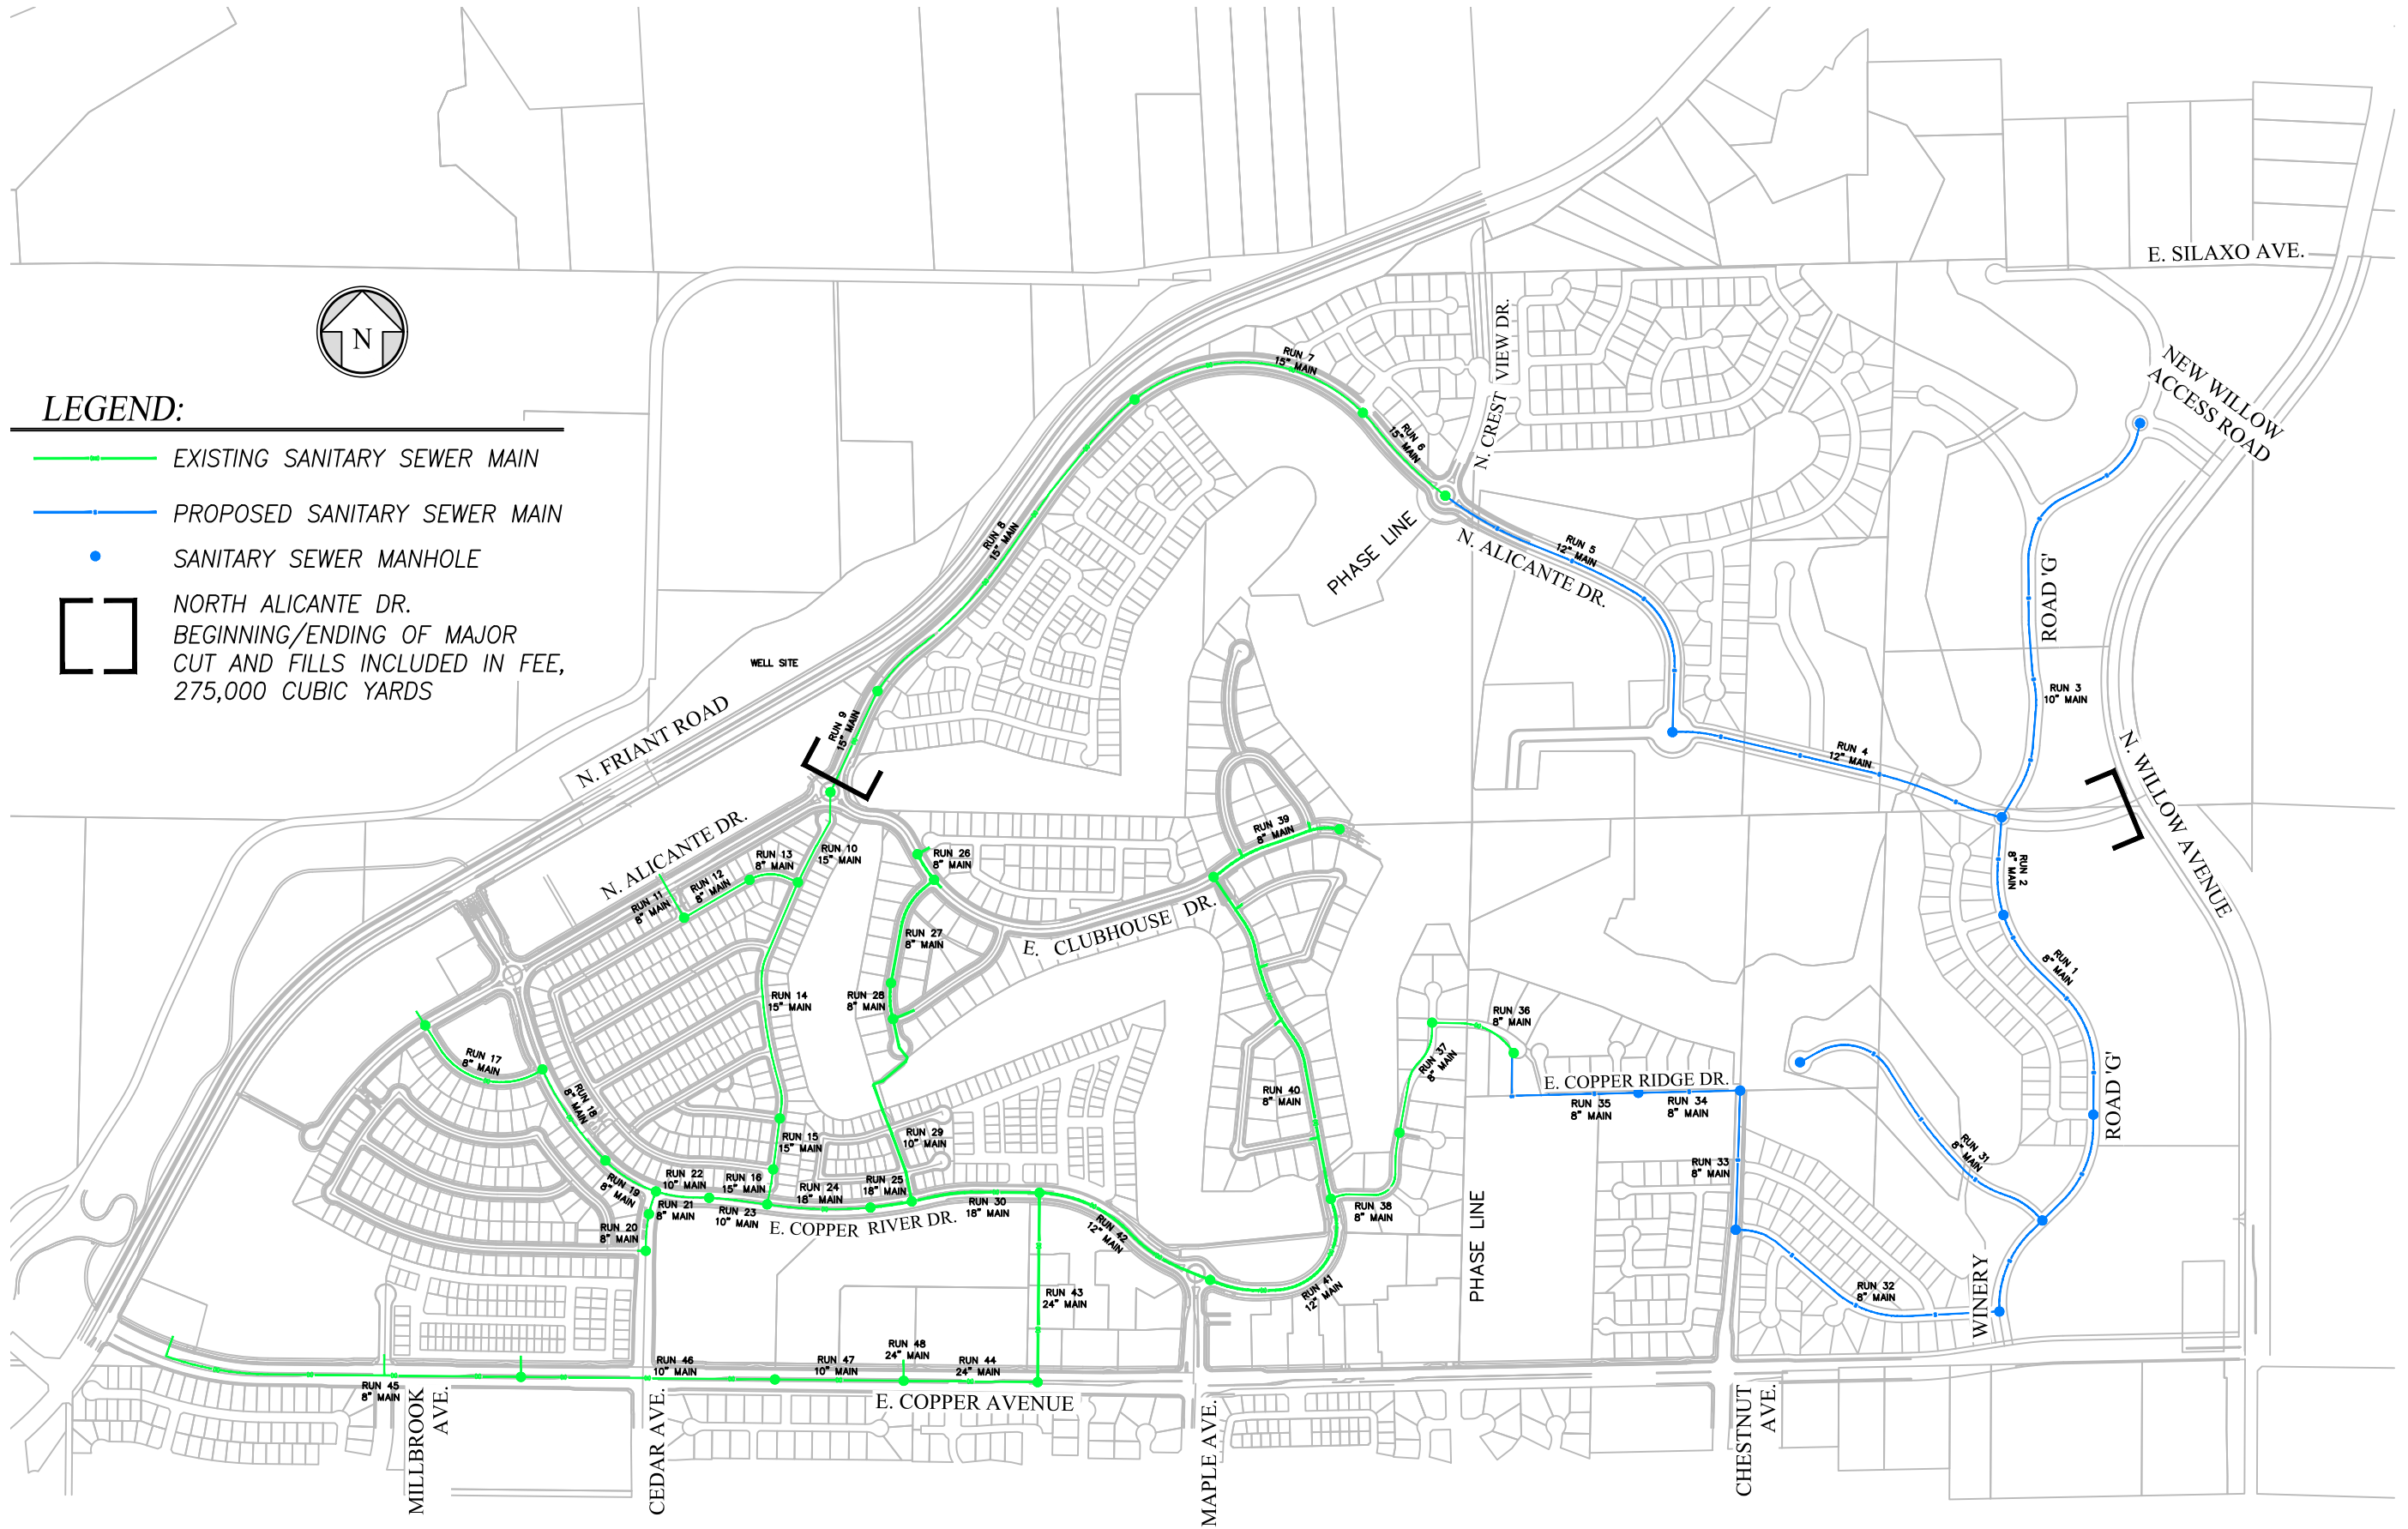 E. SILAXO AVE.
N
LEGEND:
EXISTING SANITARY SEWER MAIN
PROPOSED SANITARY SEWER MAIN
SANITARY SEWER MANHOLE
NORTH ALICANTE DR.
BEGINNING/ENDING OF MAJOR
CUT AND FILLS INCLUDED IN FEE,
275,000 CUBIC YARDS
NEW WILLOW
ACCESS ROAD
N. CREST VIEW DR.
RUN 7
15" MAIN
RUN 6
15" MAIN
RUN 8
15" MAIN
PHASE LINE
N. ALICANTE DR.
RUN 5
12" MAIN
ROAD 'G'
RUN 3
10" MAIN
WELL SITE
N. FRIANT ROAD
RUN 9
15" MAIN
RUN 4
12" MAIN
N. WILLOW AVENUE
N. ALICANTE DR.
RUN 10
15" MAIN
RUN 13
8" MAIN
RUN 12
8" MAIN
RUN 11
8" MAIN
RUN 26
8" MAIN
RUN 39
8" MAIN
RUN 2
8" MAIN
E. CLUBHOUSE DR.
RUN 27
8" MAIN
RUN 1
8" MAIN
RUN 14
15" MAIN
RUN 28
8" MAIN
RUN 36
8" MAIN
RUN 17
8" MAIN
RUN 37
8" MAIN
E. COPPER RIDGE DR.
RUN 35
8" MAIN
RUN 34
8" MAIN
ROAD 'G'
RUN 18
8" MAIN
RUN 40
8" MAIN
RUN 15
15" MAIN
RUN 29
10" MAIN
RUN 31
8" MAIN
RUN 33
8" MAIN
RUN 19
8" MAIN
RUN 22
10" MAIN
RUN 16
15" MAIN
RUN 24
18" MAIN
RUN 25
18" MAIN
RUN 20
8" MAIN
RUN 21
8" MAIN
RUN 23
10" MAIN
E. COPPER RIVER DR.
RUN 30
18" MAIN
RUN 42
12" MAIN
RUN 38
8" MAIN
PHASE LINE
RUN 41
12" MAIN
RUN 43
24" MAIN
RUN 32
8" MAIN
WINERY
RUN 45
8" MAIN
RUN 46
10" MAIN
RUN 47
10" MAIN
RUN 48
24" MAIN
RUN 44
24" MAIN
E. COPPER AVENUE
MILLBROOK
AVE.
CEDAR AVE.
MAPLE AVE.
CHESTNUT
AVE.